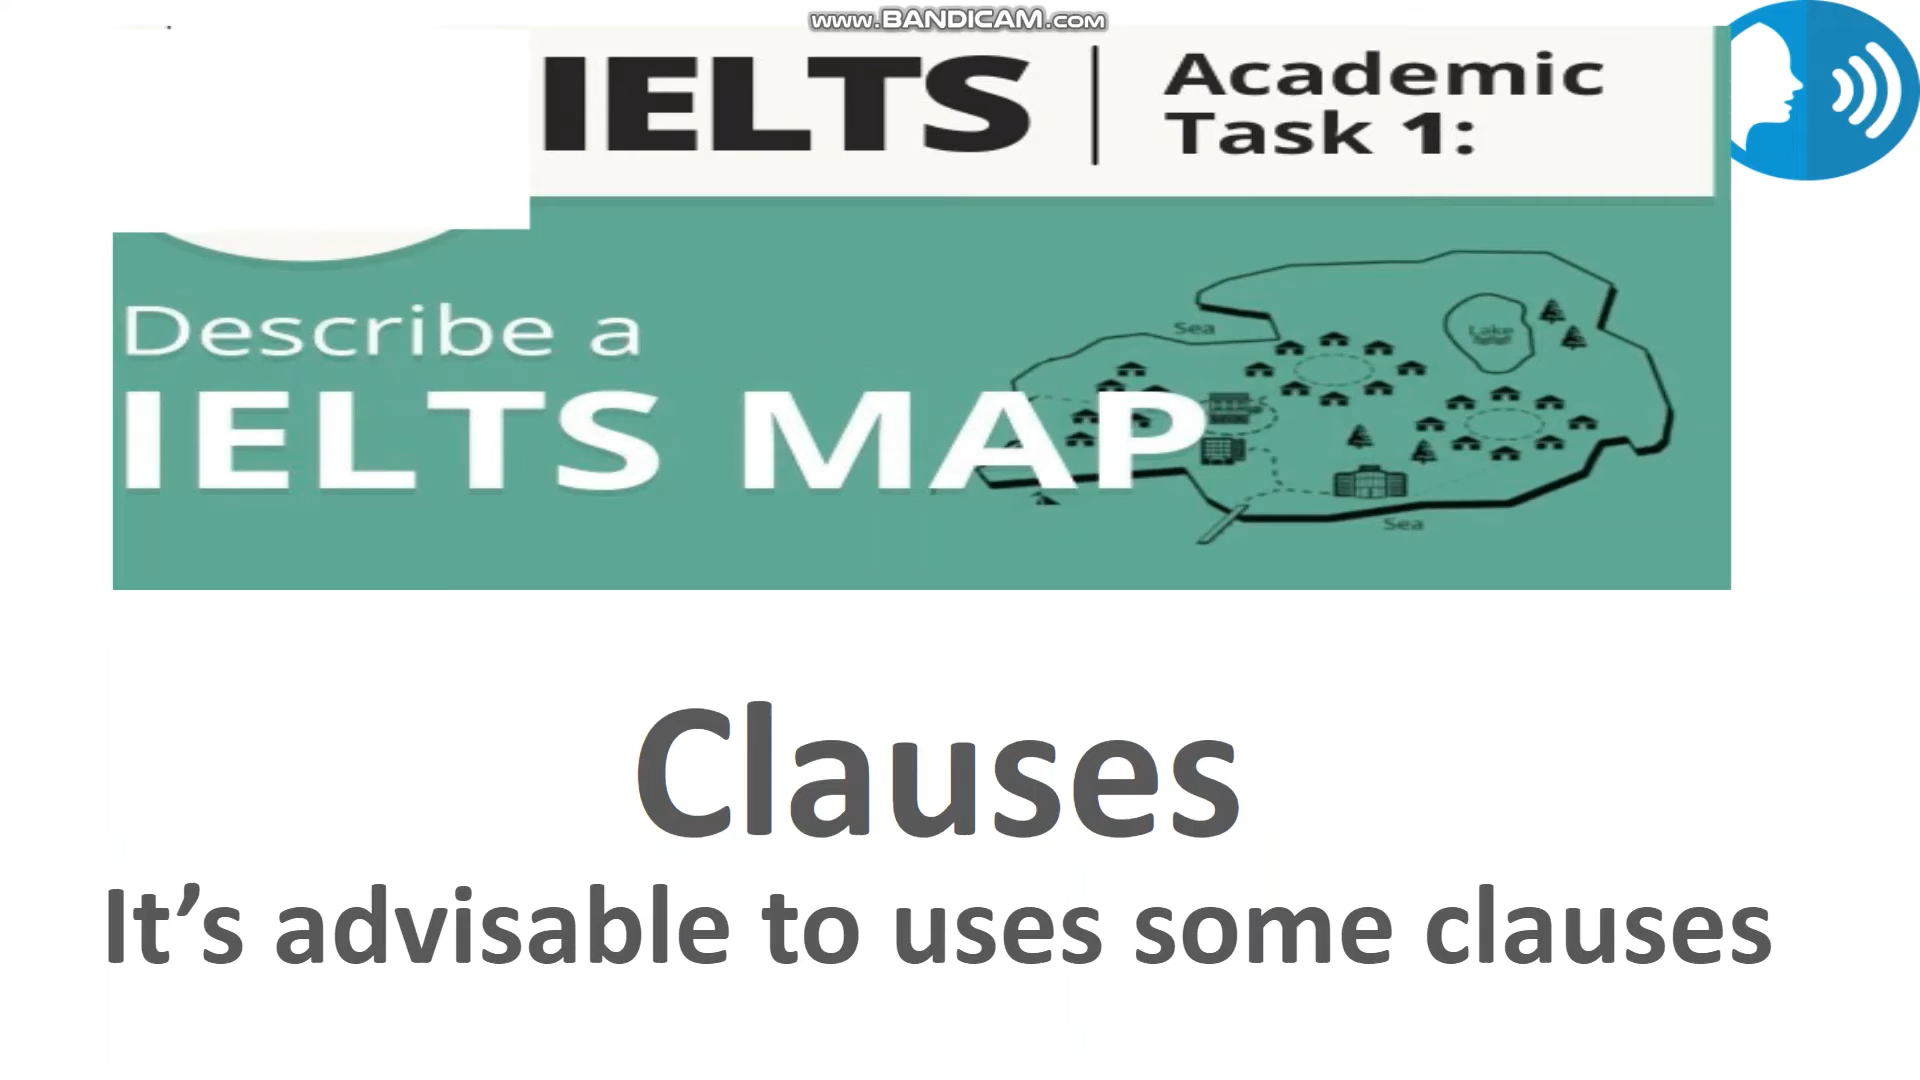 www.BANDICAM.com
IELTS
Academic
Task 1:
Describe a
IELTS MAP
Sea
Lake
Sea
Clauses
It’s advisable to uses some clauses